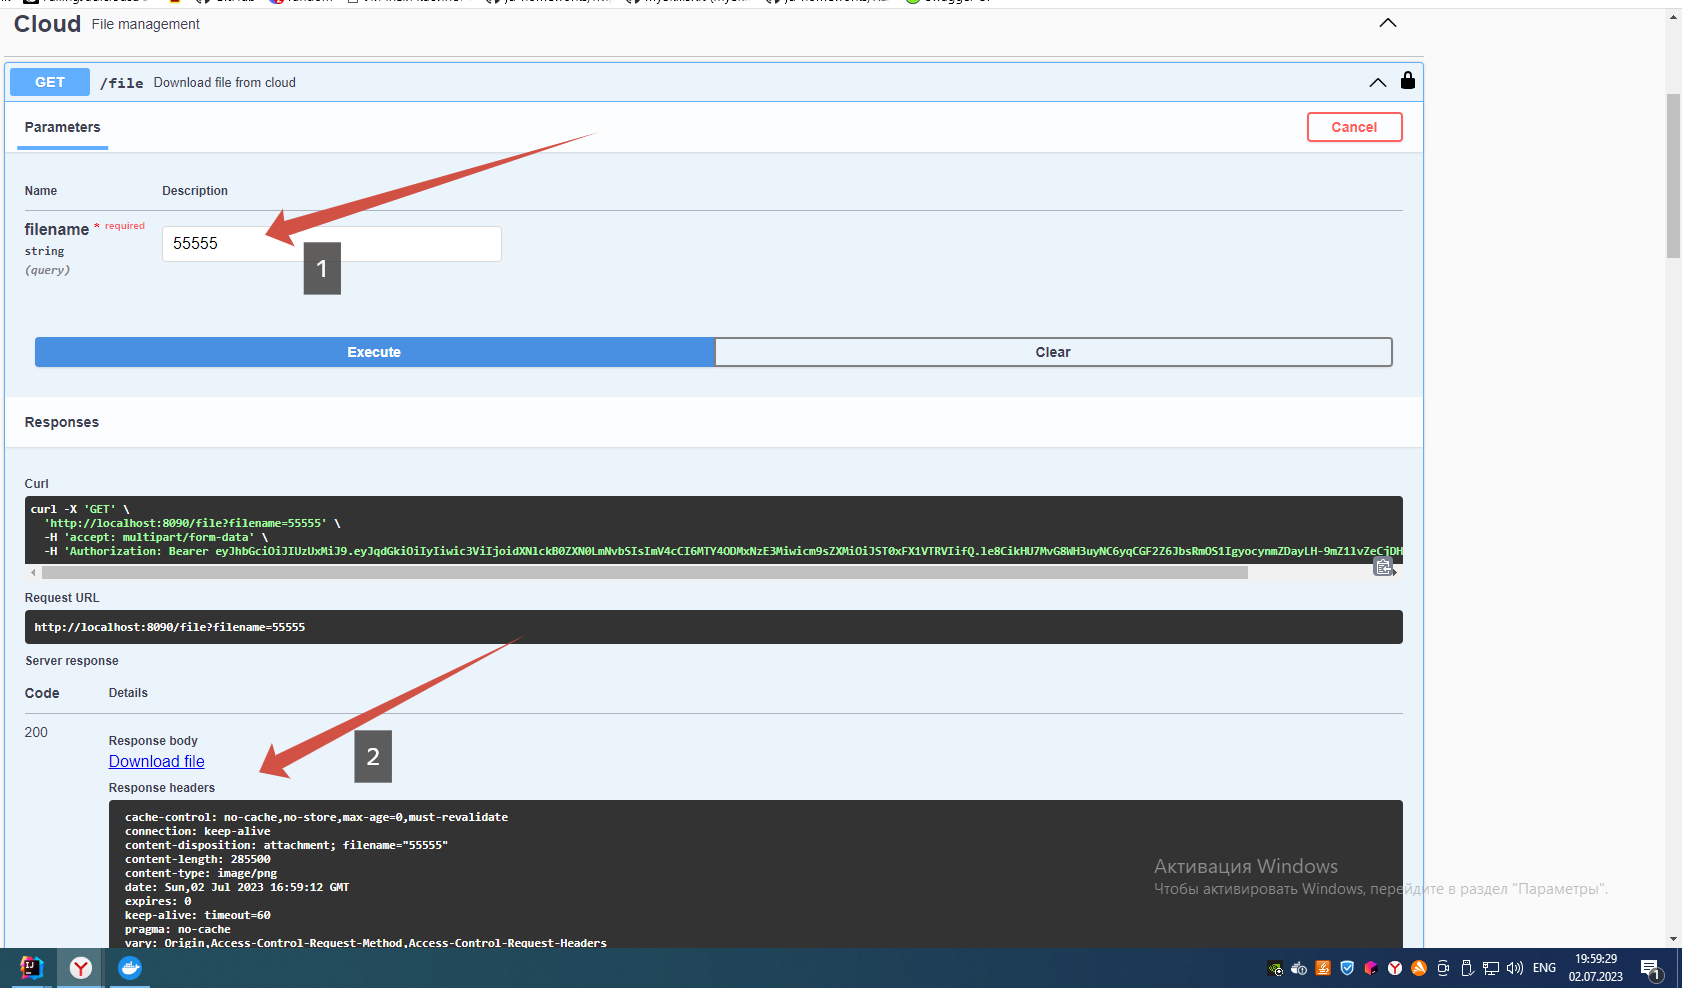 Cloud File management
GET /file Download file from cloud
Parameters
Cancel
Name Description
filename * required
string
(query)
55555
1
Execute
Clear
Responses
Curl
curl -X 'GET' \
'http://localhost:8090/file?filename=55555' \
-H 'accept: multipart/form-data' \
-H 'Authorization: Bearer
Request URL
http://localhost:8090/file?filename=55555
Server response
Code Details
200
Response body
Download file
2
Response headers
cache-control: no-cache,no-store,max-age=0,must-revalidate
connection: keep-alive
content-disposition: attachment; filename="55555"
content-length: 285500
content-type: image/png
date: Sun,02 Jul 2023 16:59:12 GMT
expires: 0
keep-alive: timeout=60
pragma: no-cache
vary: Origin,Access-Control-Request-Method,Access-Control-Request-Headers
Активация Windows
Чтобы активировать Windows, перейдите в раздел "Параметры".
ENG
19:59:29
02.07.2023
1